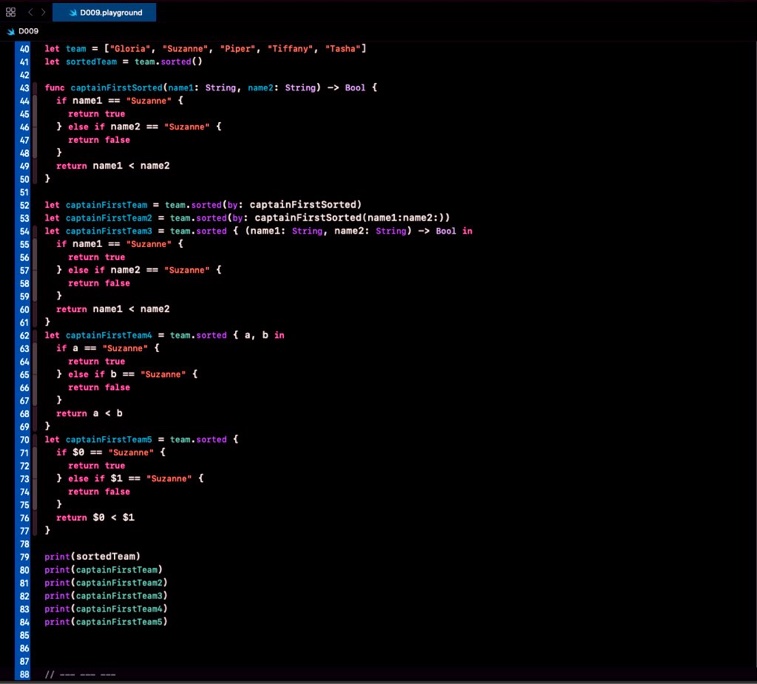 D009.playground
D009
40 let team = ["Gloria", "Suzanne", "Piper", "Tiffany", "Tasha"]
41 let sortedTeam = team.sorted()
42
43 func captainFirstSorted(name1: String, name2: String) -> Bool {
44   if name1 == "Suzanne" {
45     return true
46   } else if name2 == "Suzanne" {
47     return false
48   }
49   return name1 < name2
50 }
51
52 let captainFirstTeam = team.sorted(by: captainFirstSorted)
53 let captainFirstTeam2 = team.sorted(by: captainFirstSorted(name1:name2:))
54 let captainFirstTeam3 = team.sorted { (name1: String, name2: String) -> Bool in
55   if name1 == "Suzanne" {
56     return true
57   } else if name2 == "Suzanne" {
58     return false
59   }
60   return name1 < name2
61 }
62 let captainFirstTeam4 = team.sorted { a, b in
63   if a == "Suzanne" {
64     return true
65   } else if b == "Suzanne" {
66     return false
67   }
68   return a < b
69 }
70 let captainFirstTeam5 = team.sorted {
71   if $0 == "Suzanne" {
72     return true
73   } else if $1 == "Suzanne" {
74     return false
75   }
76   return $0 < $1
77 }
78
79 print(sortedTeam)
80 print(captainFirstTeam)
81 print(captainFirstTeam2)
82 print(captainFirstTeam3)
83 print(captainFirstTeam4)
84 print(captainFirstTeam5)
85
86
87
88 // --- --- ---